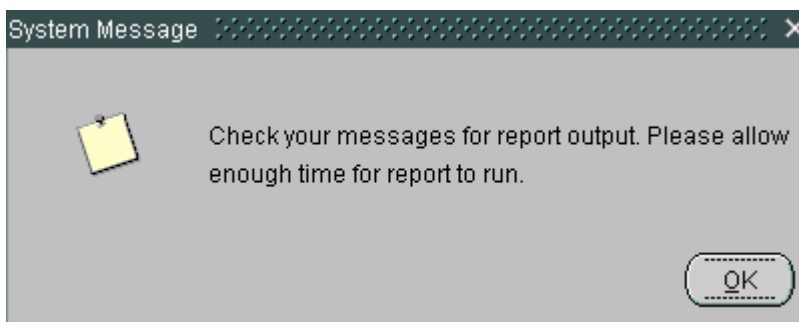 System Message
Check your messages for report output. Please allow
enough time for report to run.
OK